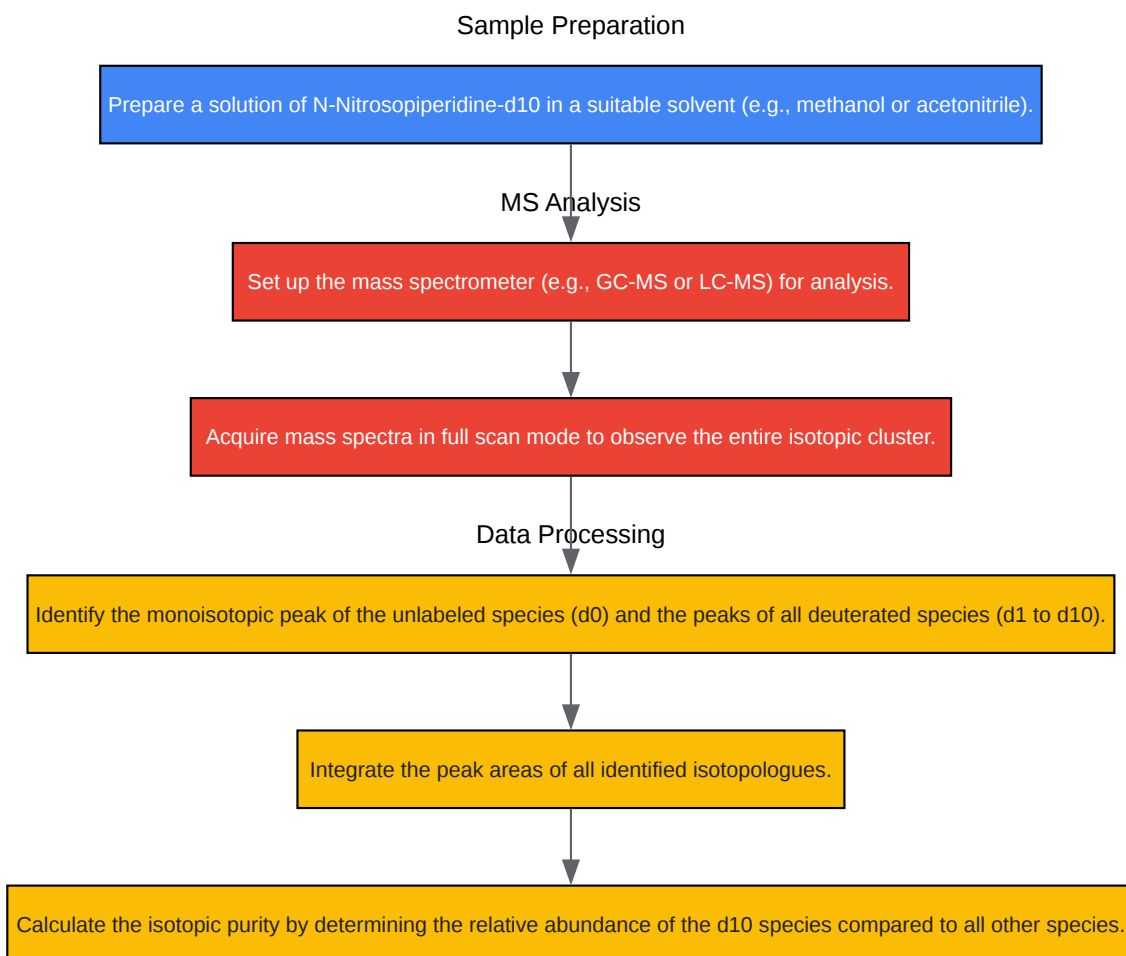 Sample Preparation
Prepare a solution of N-Nitrosopiperidine-d10 in a suitable solvent (e.g., methanol or acetonitrile).
MS Analysis
Set up the mass spectrometer (e.g., GC-MS or LC-MS) for analysis.
Acquire mass spectra in full scan mode to observe the entire isotopic cluster.
Data Processing
Identify the monoisotopic peak of the unlabeled species (d0) and the peaks of all deuterated species (d1 to d10).
Integrate the peak areas of all identified isotopologues.
Calculate the isotopic purity by determining the relative abundance of the d10 species compared to all other species.